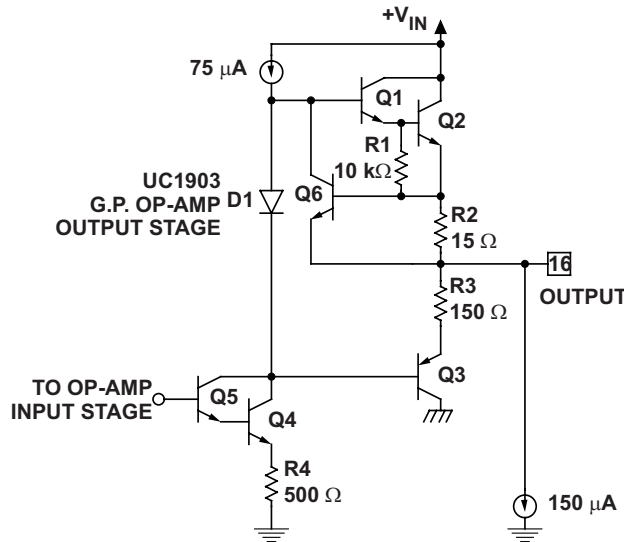 +VIN
75 μA
Q1
Q2
R1
10 kΩ
UC1903
G.P. OP-AMP
OUTPUT STAGE
D1
Q6
R2
15 Ω
16
OUTPUT
R3
150 Ω
Q3
TO OP-AMP
INPUT STAGE
Q5
Q4
R4
500 Ω
150 μA